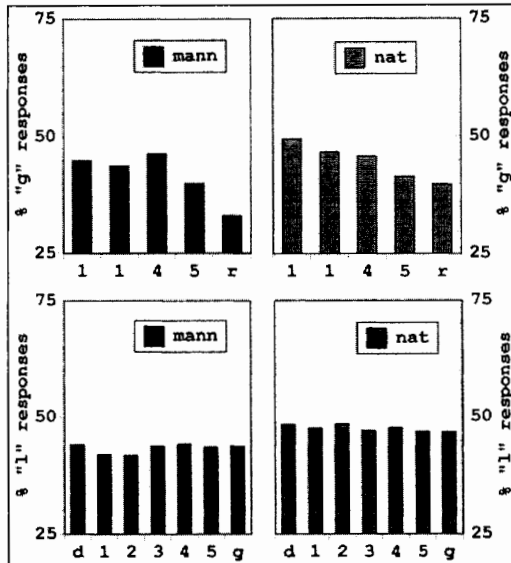 75 75
mann nat
% "g" responses
50 50
% "g" responses
25 25
1 1 4 5 r 1 1 4 5 r
75 75
mann nat
% "l" responses
50 50
% "l" responses
25 25
d 1 2 3 4 5 g d 1 2 3 4 5 g